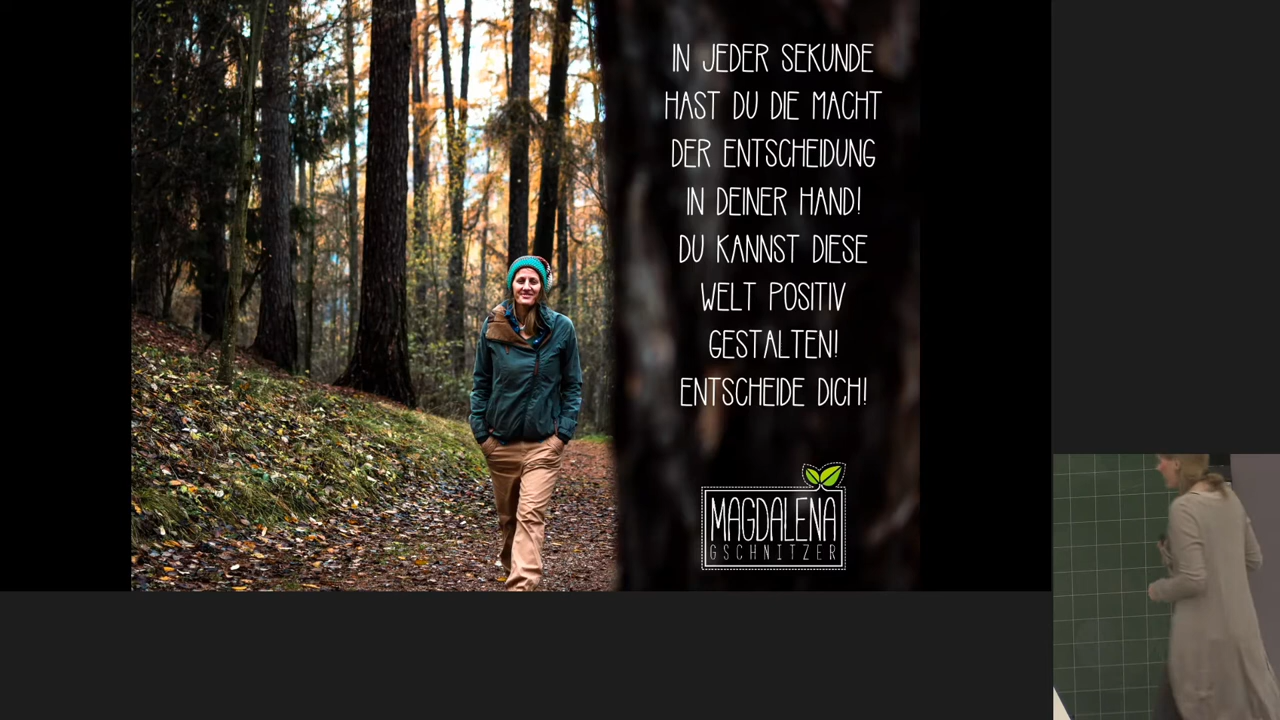 IN JEDER SEKUNDE
HAST DU DIE MACHT
DER ENTSCHEIDUNG
IN DEINER HAND!
DU KANNST DIESE
WELT POSITIV
GESTALTEN!
ENTSCHEIDE DICH!
MAGDALENA
GSCHNITZER